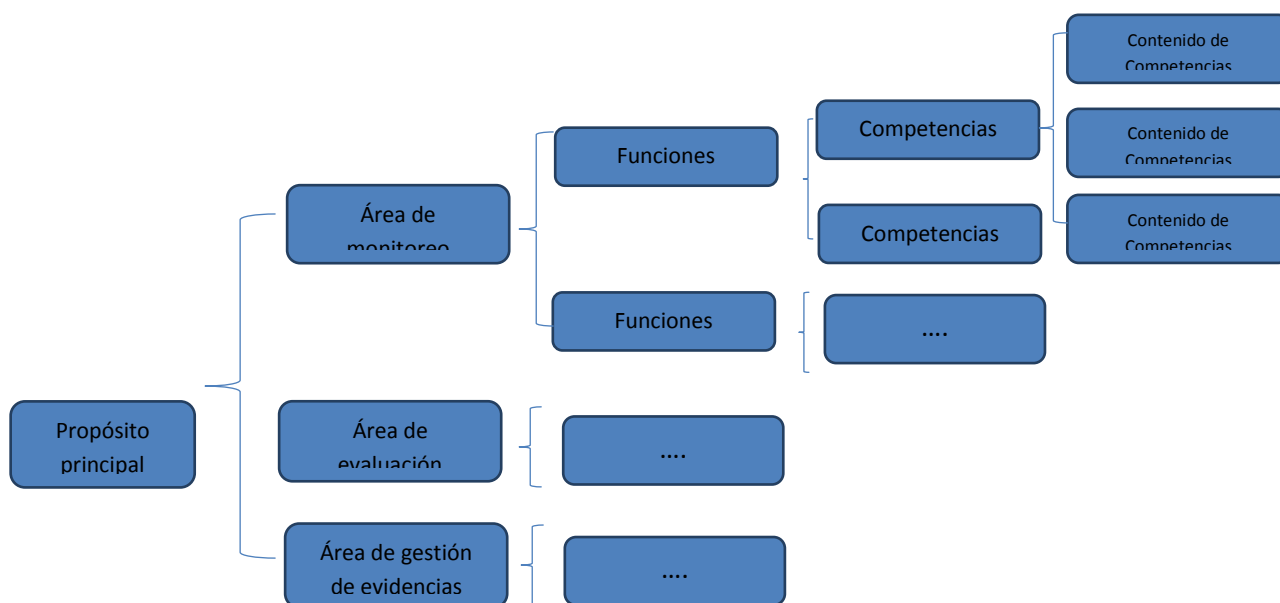 Contenido de
Competencias
Competencias
Funciones
Contenido de
Competencias
Área de
monitoreo
Competencias
Contenido de
Competencias
Funciones
....
Propósito
principal
Área de
evaluación
....
Área de gestión
de evidencias
....